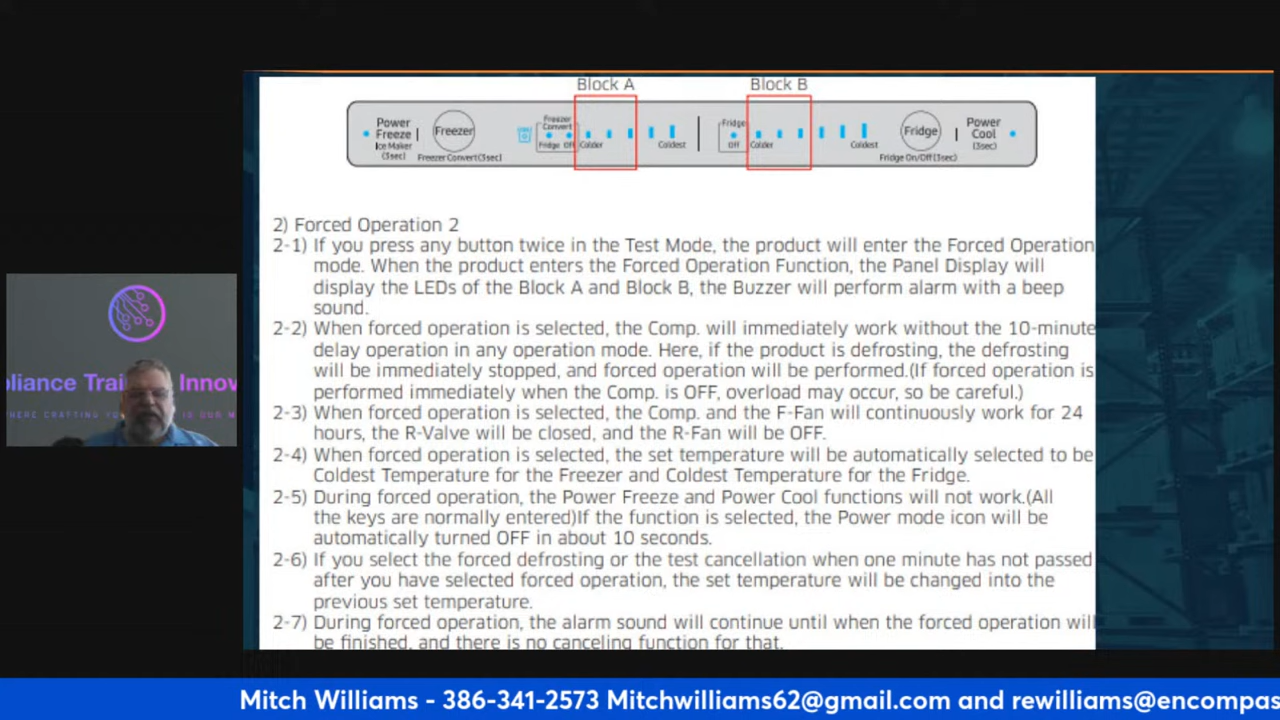 Block A
Block B
Power Freeze
Ice Maker (3sec)
Freezer
Freezer Convert(3sec)
Freezer Convert
Fridge Off
Colder
Coldest
Fridge
Off
Colder
Coldest
Fridge
Fridge On/Off(3sec)
Power Cool
(3sec)
2) Forced Operation 2
2-1) If you press any button twice in the Test Mode, the product will enter the Forced Operation
mode. When the product enters the Forced Operation Function, the Panel Display will
display the LEDs of the Block A and Block B, the Buzzer will perform alarm with a beep
sound.
2-2) When forced operation is selected, the Comp. will immediately work without the 10-minute
delay operation in any operation mode. Here, if the product is defrosting, the defrosting
will be immediately stopped, and forced operation will be performed.(If forced operation is
performed immediately when the Comp. is OFF, overload may occur, so be careful.)
2-3) When forced operation is selected, the Comp. and the F-Fan will continuously work for 24
hours, the R-Valve will be closed, and the R-Fan will be OFF.
2-4) When forced operation is selected, the set temperature will be automatically selected to be
Coldest Temperature for the Freezer and Coldest Temperature for the Fridge.
2-5) During forced operation, the Power Freeze and Power Cool functions will not work.(All
the keys are normally entered)If the function is selected, the Power mode icon will be
automatically turned OFF in about 10 seconds.
2-6) If you select the forced defrosting or the test cancellation when one minute has not passed
after you have selected forced operation, the set temperature will be changed into the
previous set temperature.
2-7) During forced operation, the alarm sound will continue until when the forced operation will
be finished, and there is no canceling function for that.
pliance Trai Innov
HERE CRAFTING IS OUR M
Mitch Williams - 386-341-2573 Mitchwilliams62@gmail.com and rewilliams@encompas